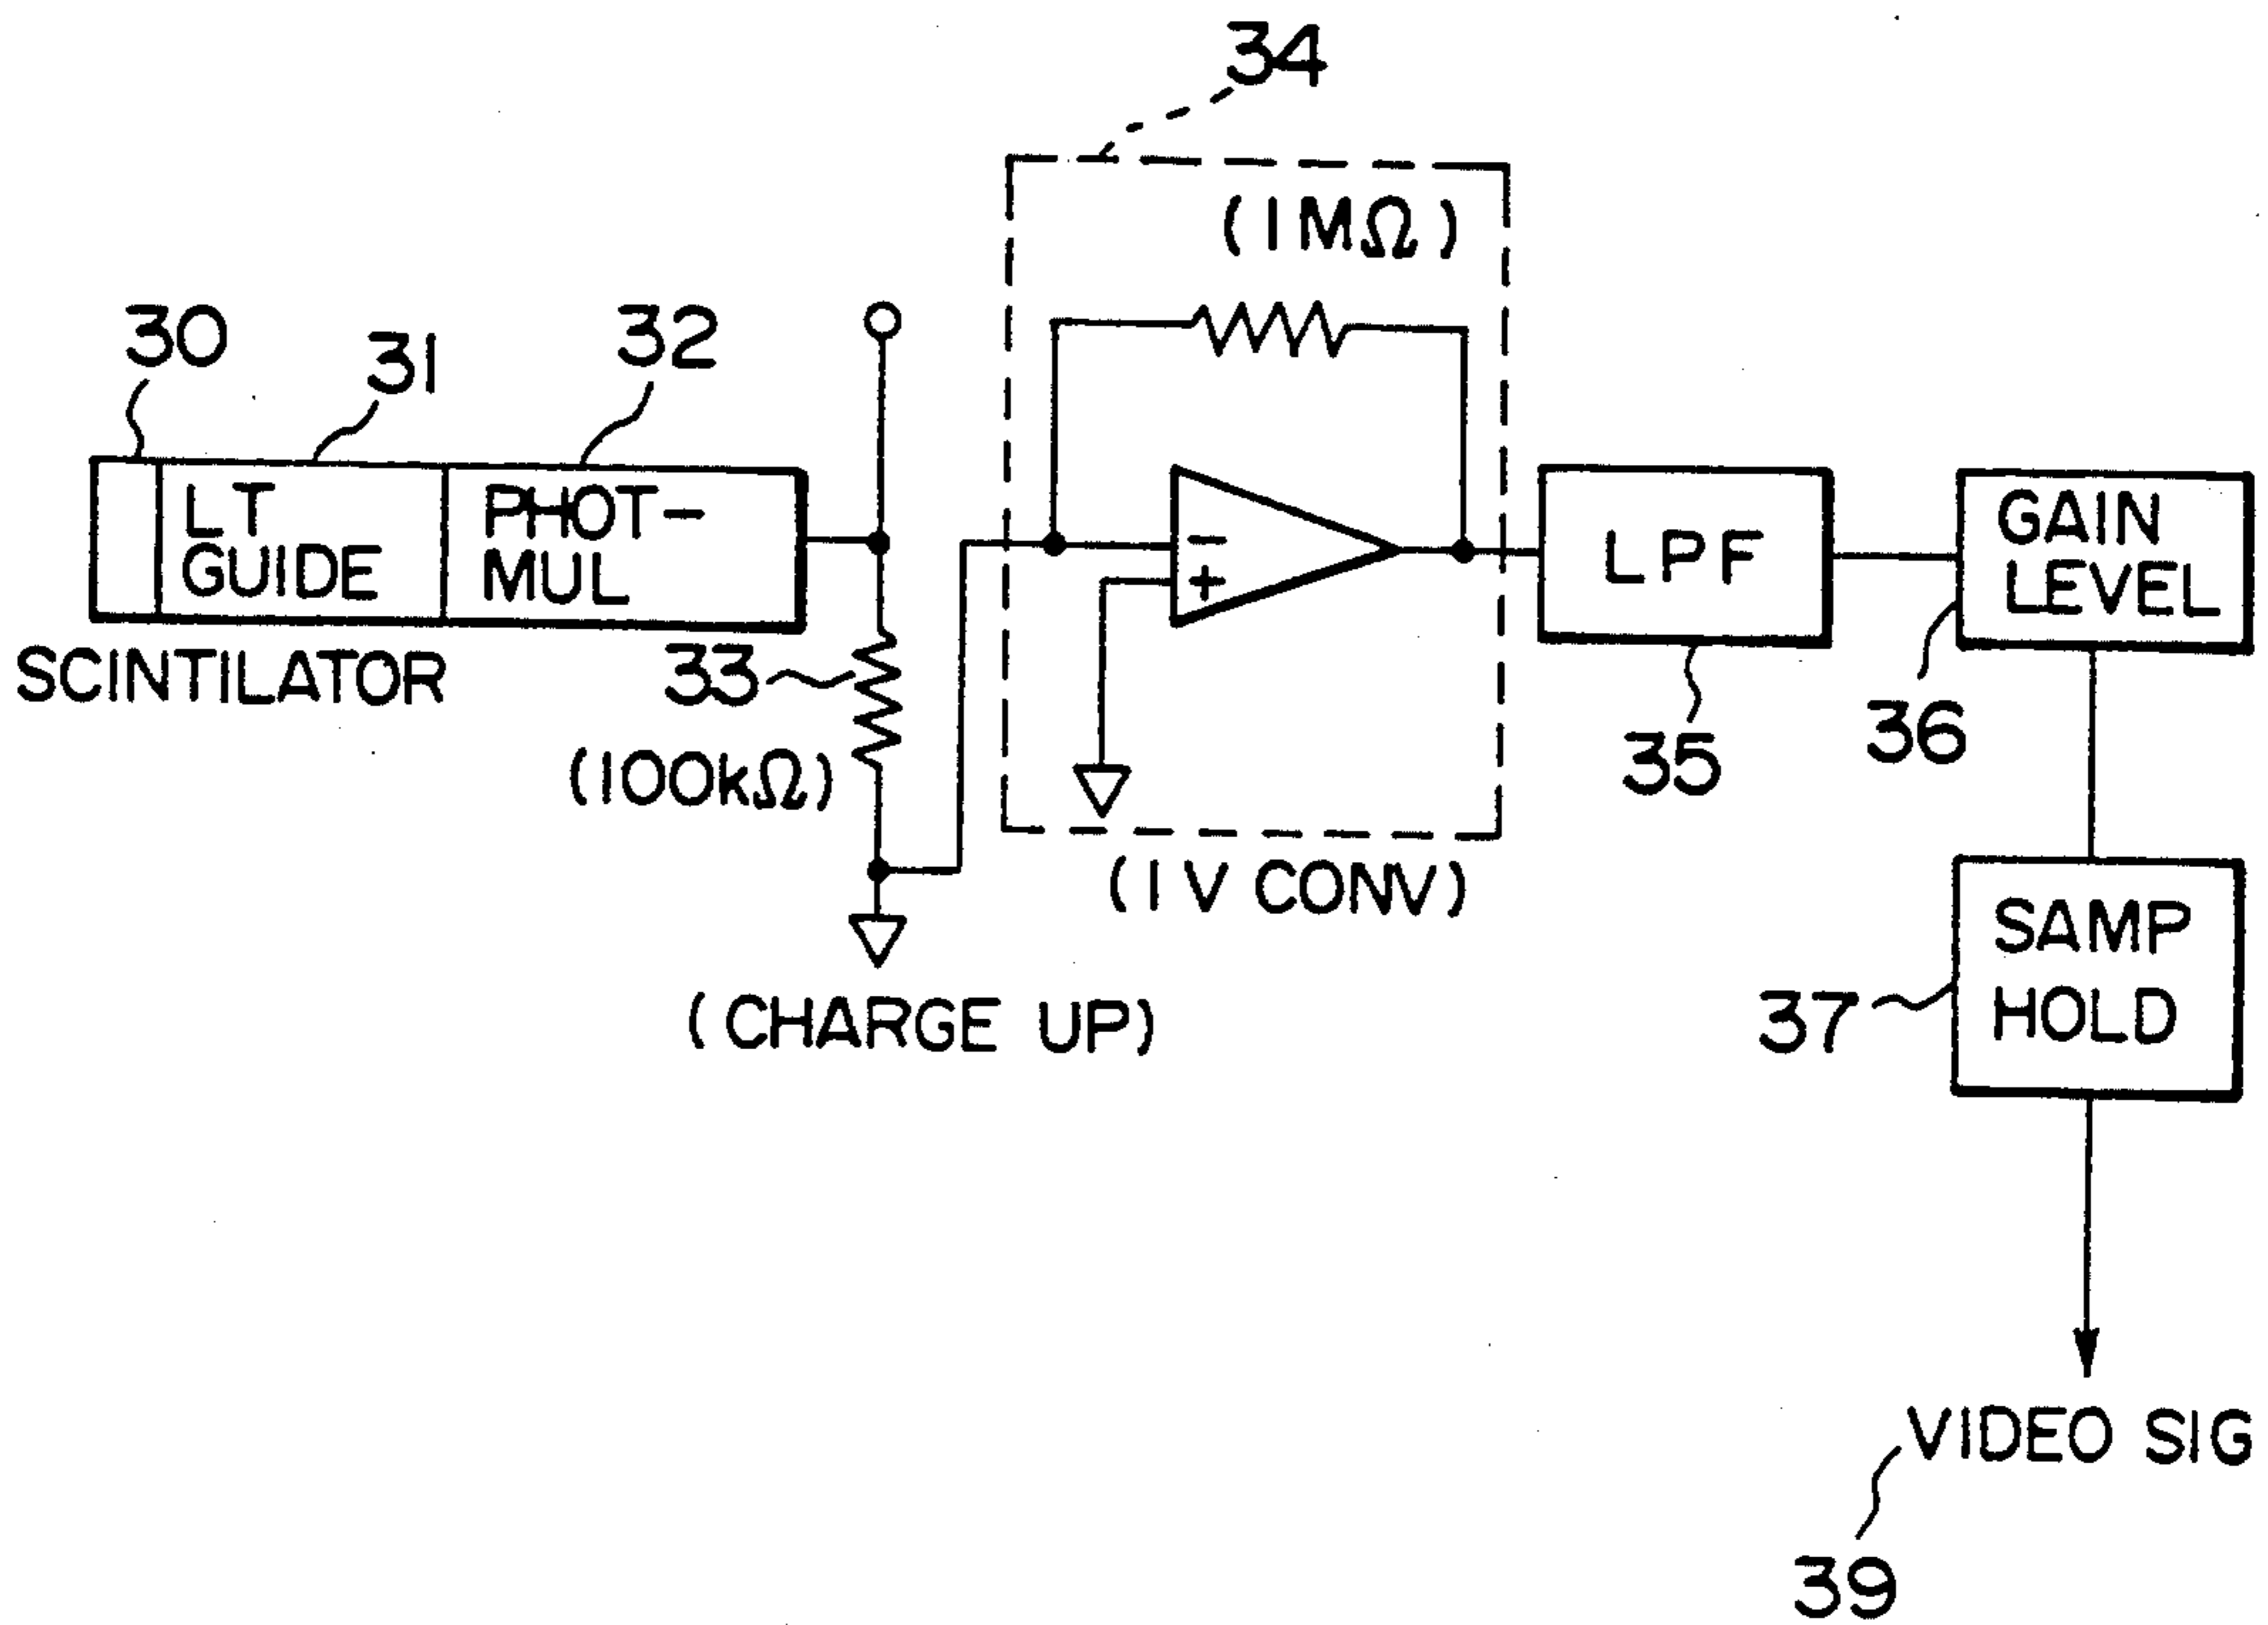 34
(1MΩ)
30
31
32
LT
GUIDE
PHOT-
MUL
SCINTILATOR
33
(100kΩ)
(CHARGE UP)
-
+
(1V CONV)
LPF
35
GAIN
LEVEL
36
SAMP
HOLD
37
VIDEO SIG
39